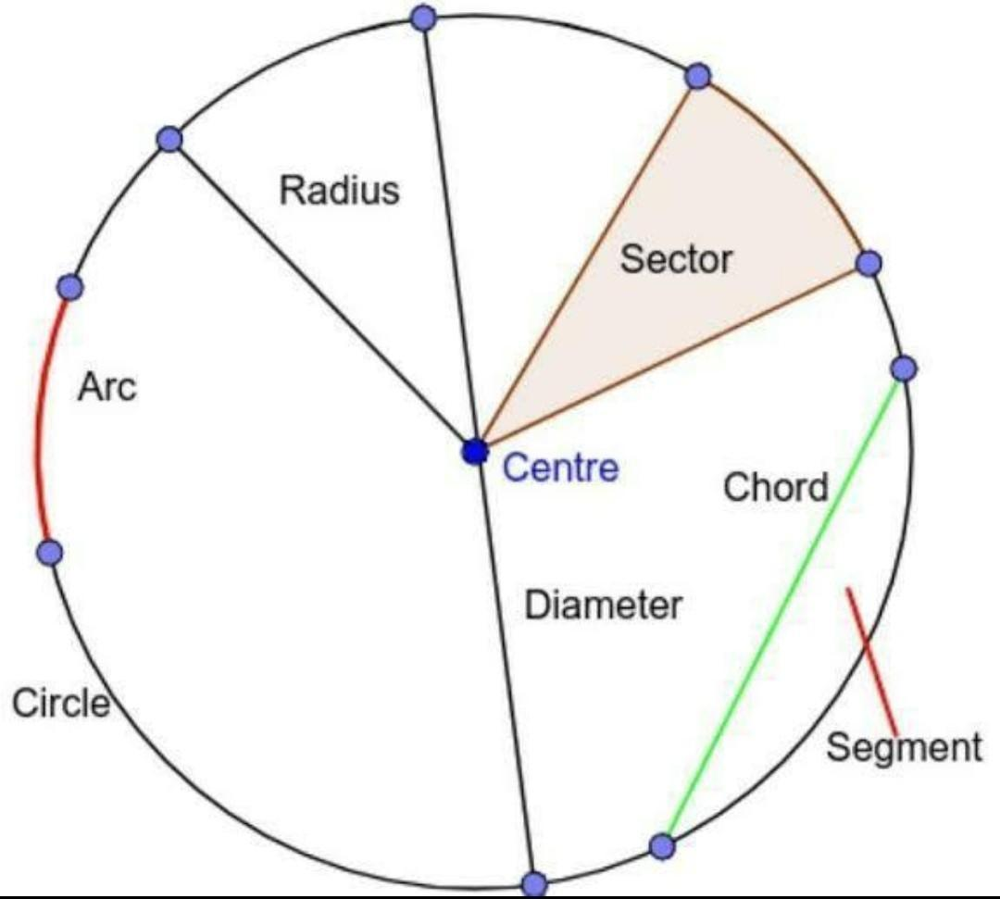 Radius
Sector
Arc
Centre
Chord
Diameter
Circle
Segment